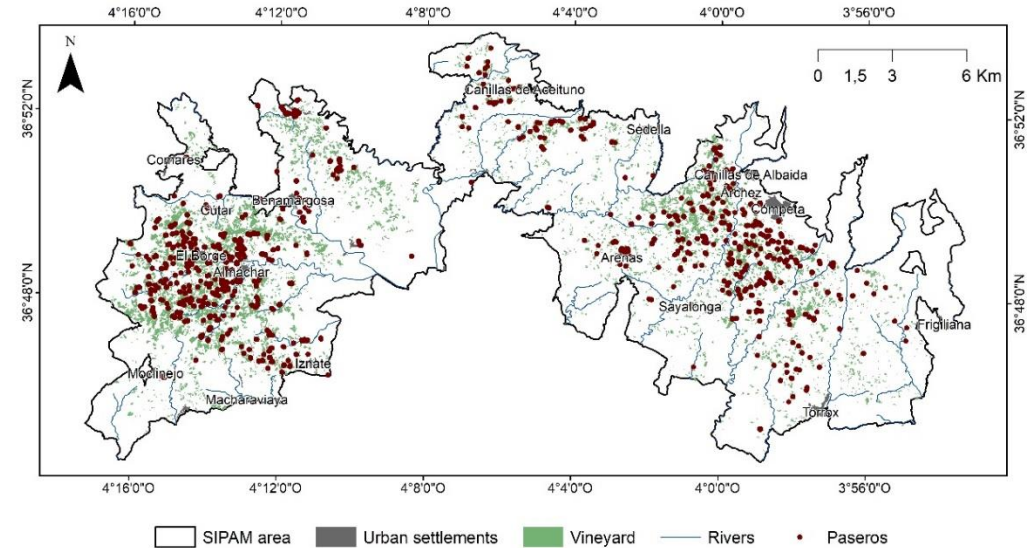 4°16'0"O 4°12'0"O 4°8'0"O 4°4'0"O 4°0'0"O 3°56'0"O
N
0 1,5 3 6 Km
36°52'0"N
36°52'0"N
Canillas de Aceituno
Sedella
Comares
Canillas de Albaida
Árchez
Cómpeta
Benamargosa
Cútar
El Borge
Arenas
Almáchar
36°48'0"N
36°48'0"N
Sayalonga
Frigiliana
Iznate
Moclinejo
Macharaviaya
Torrox
4°16'0"O 4°12'0"O 4°8'0"O 4°4'0"O 4°0'0"O 3°56'0"O
SIPAM area Urban settlements Vineyard Rivers Paseros